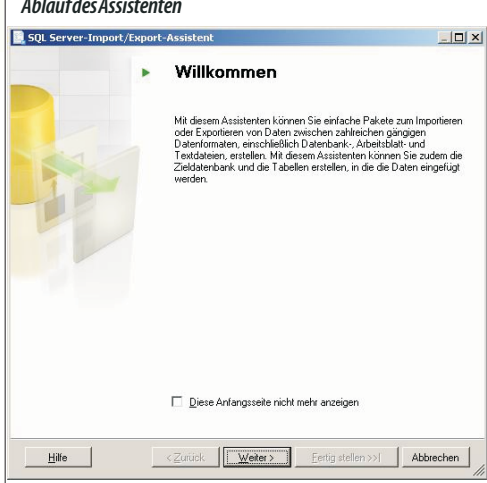 Ablauf des Assistenten
SQL Server-Import/Export-Assistent
Willkommen
Mit diesem Assistenten können Sie einfache Pakete zum Importieren
oder Exportieren von Daten zwischen zahlreichen gängigen
Datenformaten, einschließlich Datenbank-, Arbeitsblatt- und
Textdateien, erstellen. Mit diesem Assistenten können Sie zudem die
Zieldatenbank und die Tabellen erstellen, in die die Daten eingefügt
werden.
Diese Anfangsseite nicht mehr anzeigen
Hilfe < Zurück Weiter > Fertig stellen >>| Abbrechen